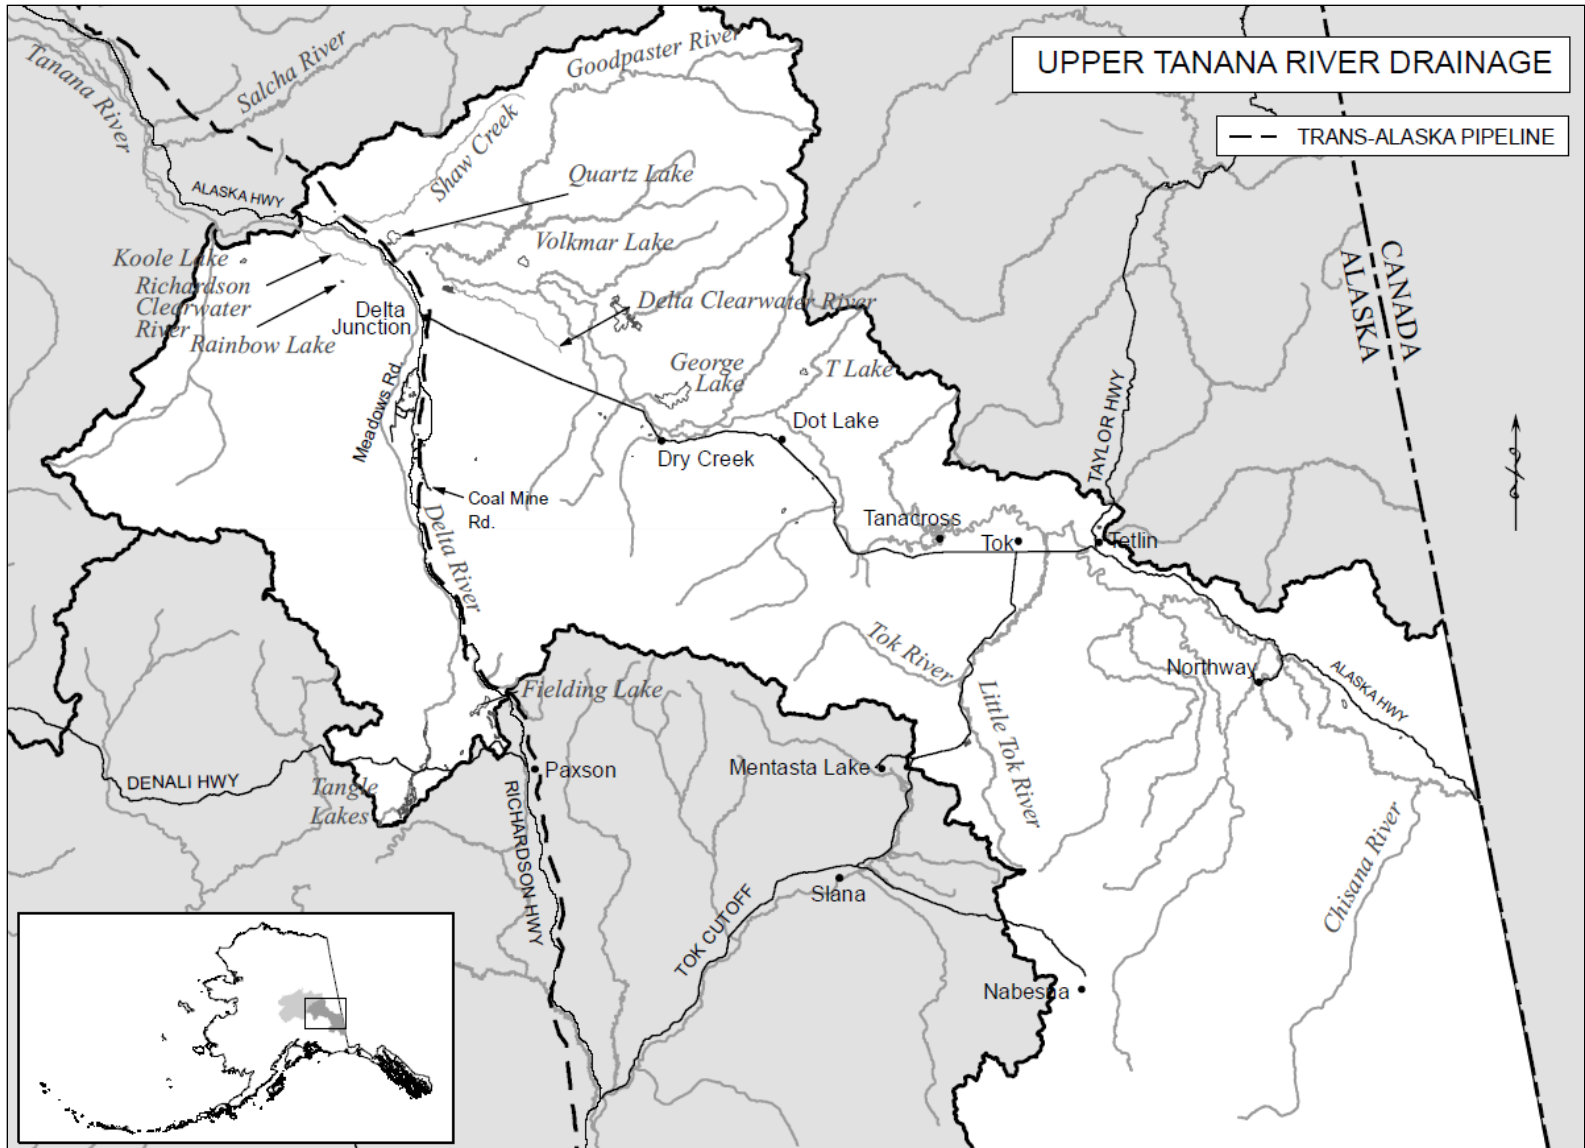 UPPER TANANA RIVER DRAINAGE
TRANS-ALASKA PIPELINE
Goodpaster River
Salcha River
Tanana River
Shaw Creek
Quartz Lake
ALASKA HWY
Volkmar Lake
Koole Lake
Richardson
Clearwater
River
Delta Clearwater River
Delta
Junction
Rainbow Lake
CANADA
ALASKA
George
Lake
T Lake
Meadows Rd.
TAYLOR HWY
Dot Lake
Dry Creek
Coal Mine
Rd.
Delta River
Tanacross
Tok
Tetlin
Tok River
Northway
ALASKA HWY
Little Tok River
Fielding Lake
Mentasta Lake
Paxson
DENALI HWY
Tangle
Lakes
RICHARDSON HWY
Chisana River
Slana
TOK CUTOFF
Nabesna